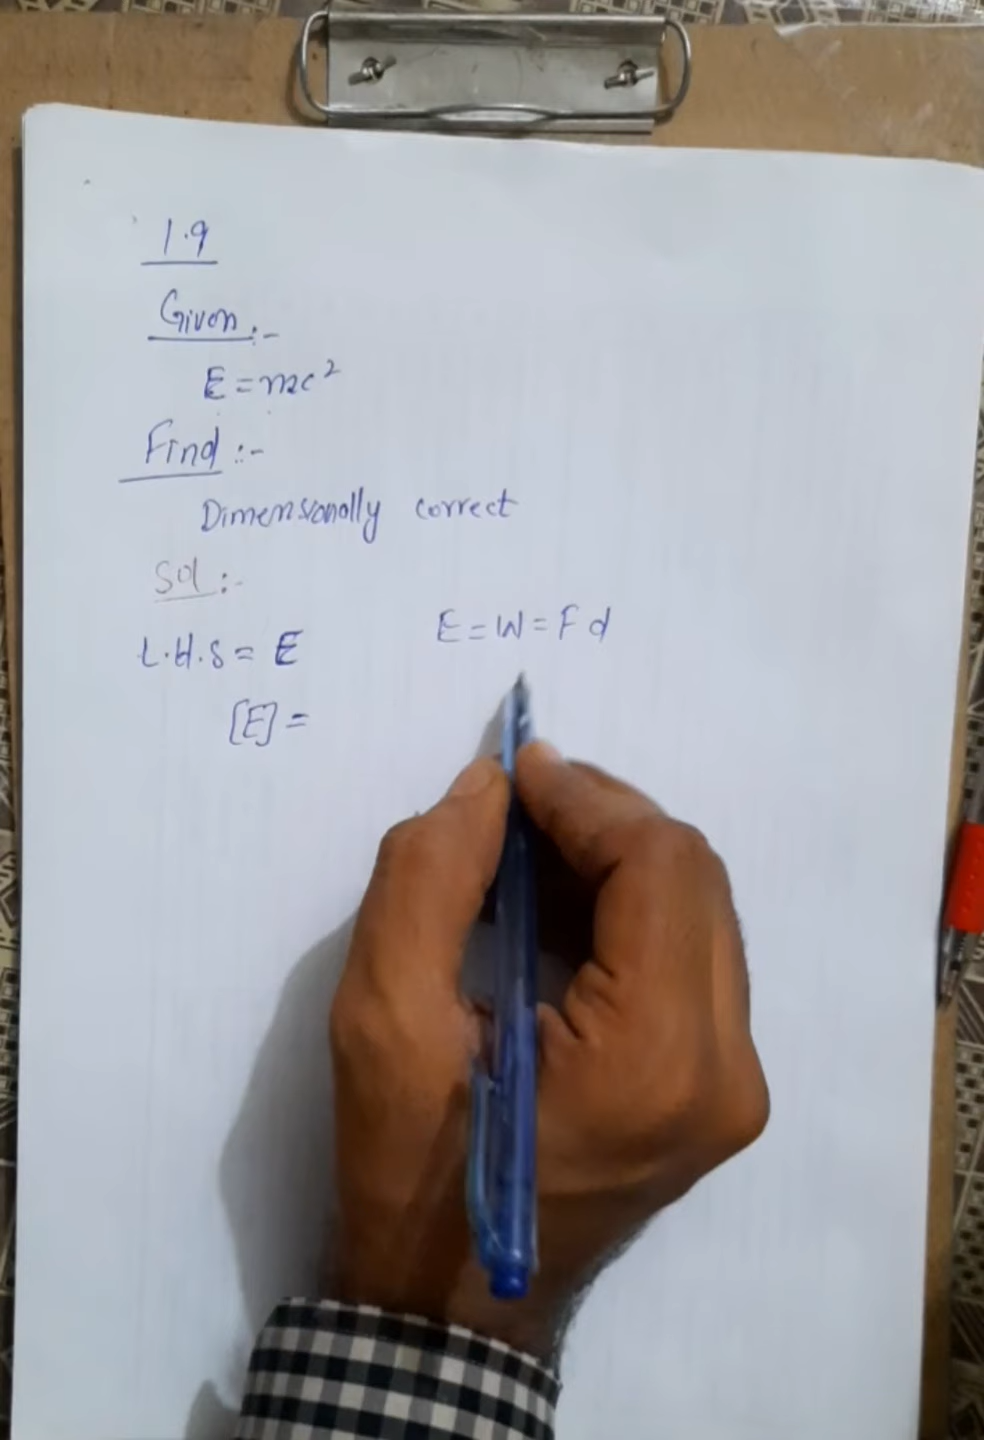 1.9
Given :-
E = mc²
Find :-
Dimensionally correct
Sol :-
L.H.S = E
E = W = F d
[E] =